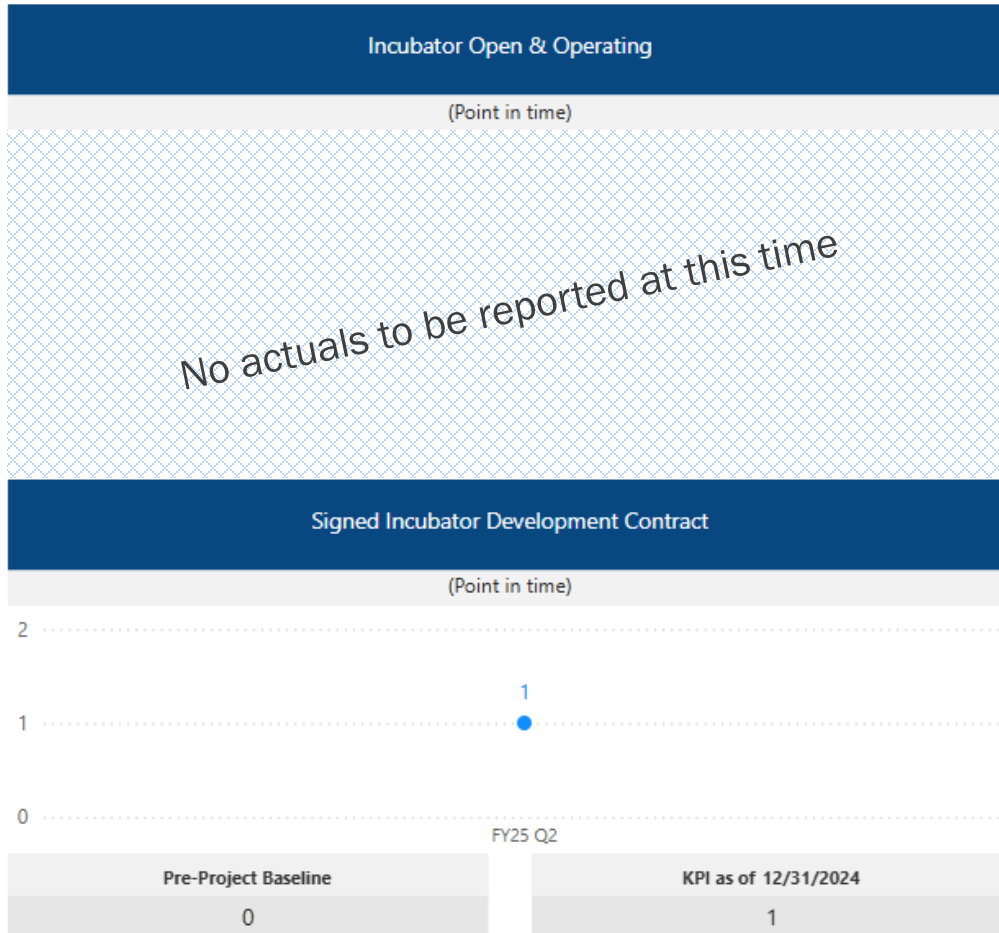 Incubator Open & Operating
(Point in time)
No actuals to be reported at this time
Signed Incubator Development Contract
(Point in time)
2
1
1
0
FY25 Q2
Pre-Project Baseline
KPI as of 12/31/2024
0
1